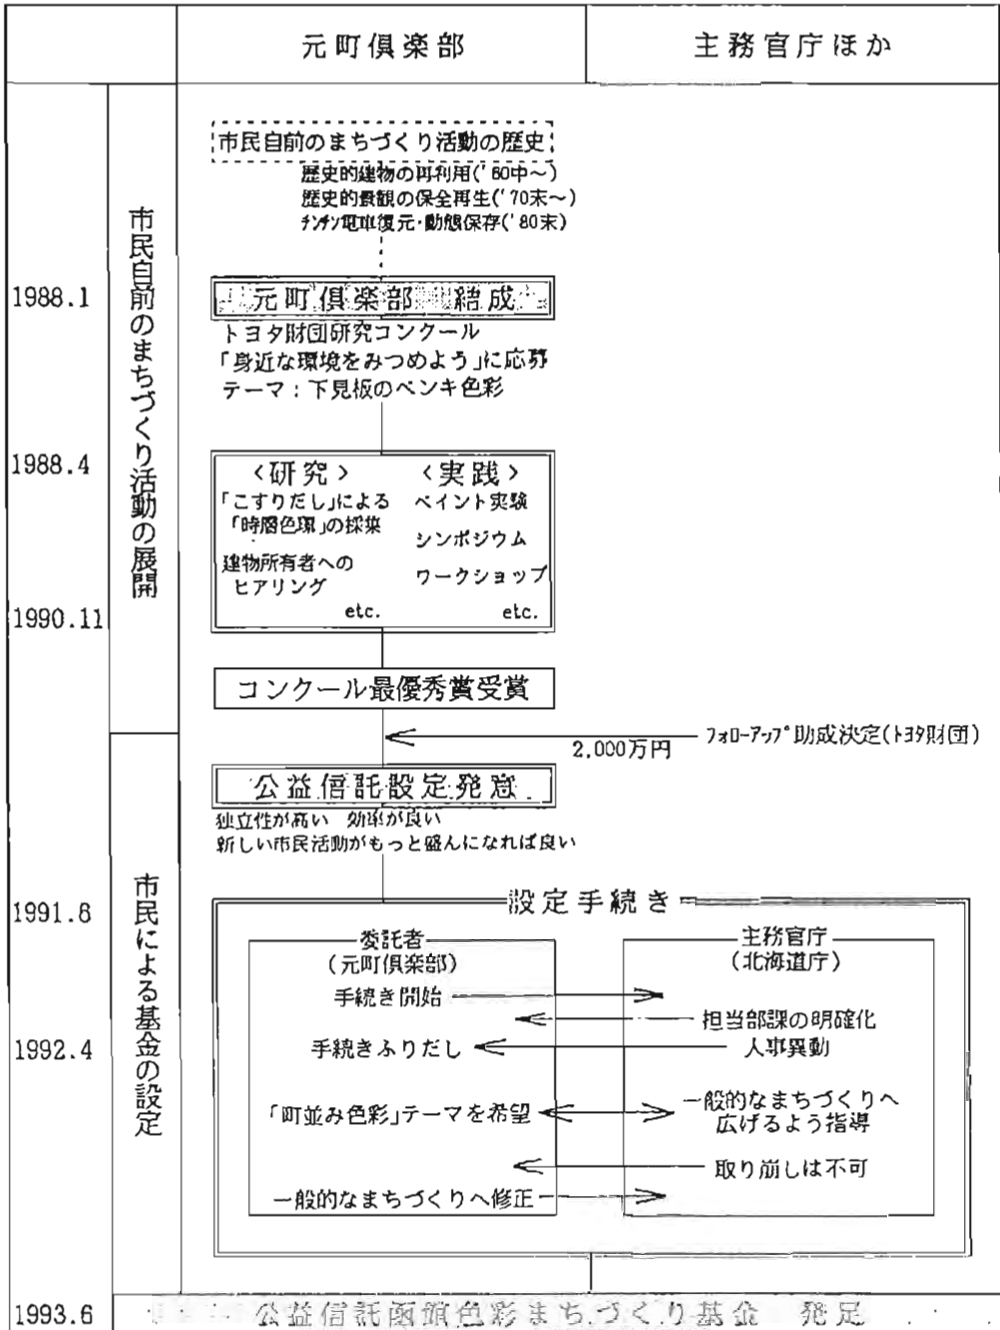 元町倶楽部
主務官庁ほか
市民自前のまちづくり活動の展開
市民自前のまちづくり活動の歴史
歴史的建物の再利用('60中～)
歴史的景観の保全再生('70末～)
チンチン電車復元・動態保存('80末)
1988.1
元町倶楽部 結成
トヨタ財団研究コンクール
「身近な環境をみつめよう」に応募
テーマ：下見板のペンキ色彩
1988.4
<研究>
「こすりだし」による
「時層色環」の採集
建物所有者への
ヒアリング
etc.
<実践>
ペイント実験
シンポジウム
ワークショップ
etc.
1990.11
コンクール最優秀賞受賞
フォローアップ助成決定(トヨタ財団)
2,000万円
市民による基金の設定
公益信託設定発意
独立性が高い 効率が良い
新しい市民活動がもっと盛んになれば良い
1991.8
設定手続き
委託者
(元町倶楽部)
主務官庁
(北海道庁)
手続き開始
担当部課の明確化
1992.4
手続きふりだし
人事異動
「町並み色彩」テーマを希望
一般的なまちづくりへ
広げるよう指導
取り崩しは不可
一般的なまちづくりへ修正
1993.6
公益信託函館色彩まちづくり基金 発足